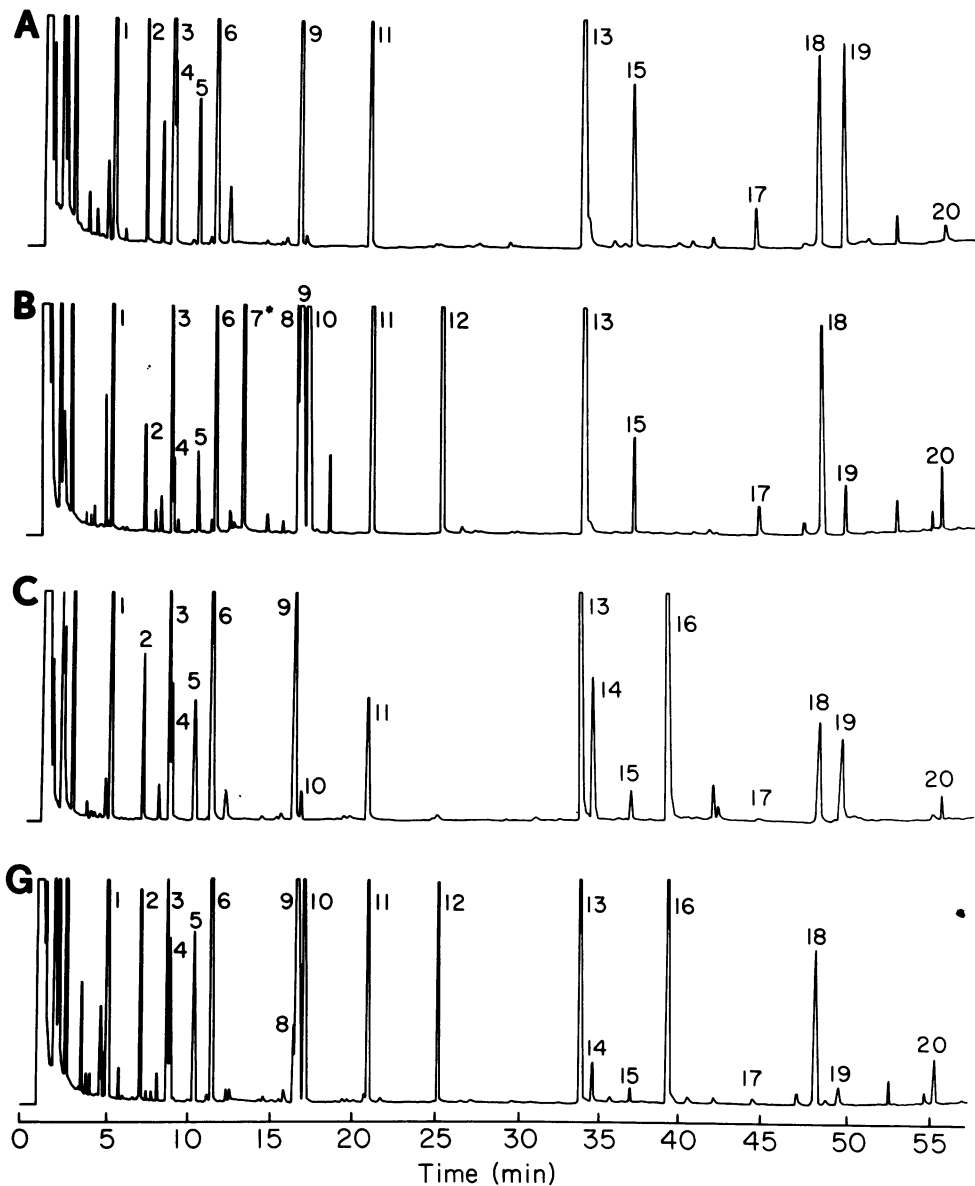 A 1 2 3 4 5 6 9 11 13 15 17 18 19 20
B 1 2 3 4 5 6 7* 8 9 10 11 12 13 15 17 18 19 20
C 1 2 3 4 5 6 9 10 11 13 14 15 16 17 18 19 20
G 1 2 3 4 5 6 8 9 10 11 12 13 14 15 16 17 18 19 20
0 5 10 15 20 25 30 35 40 45 50 55
Time (min)